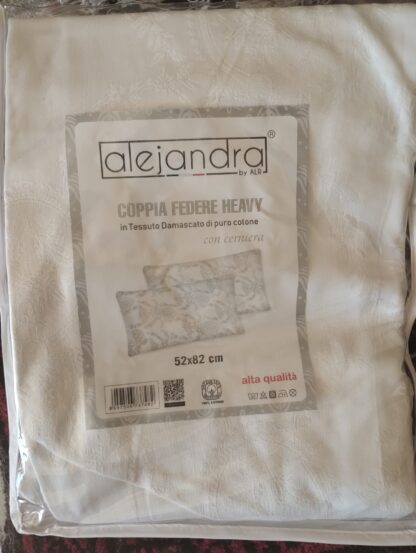 alejandra®
by ALR
COPPIA FEDERE HEAVY
in Tessuto Damascato di puro cotone
con cerniera
52x82 cm
alta qualità